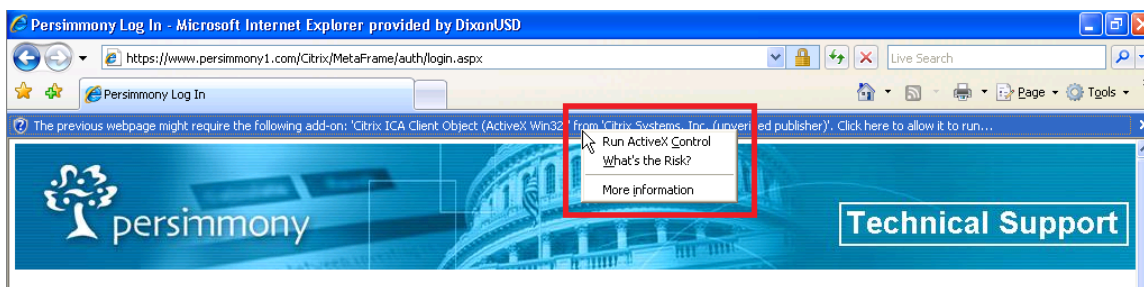 Persimmony Log In - Microsoft Internet Explorer provided by DixonUSD
https://www.persimmony1.com/Citrix/MetaFrame/auth/login.aspx
Live Search
Persimmony Log In
Page
Tools
The previous webpage might require the following add-on: 'Citrix ICA Client Object (ActiveX Win32)' from 'Citrix Systems, Inc. (unverified publisher)'. Click here to allow it to run...
Run ActiveX Control
What's the Risk?
More information
persimmony
Technical Support